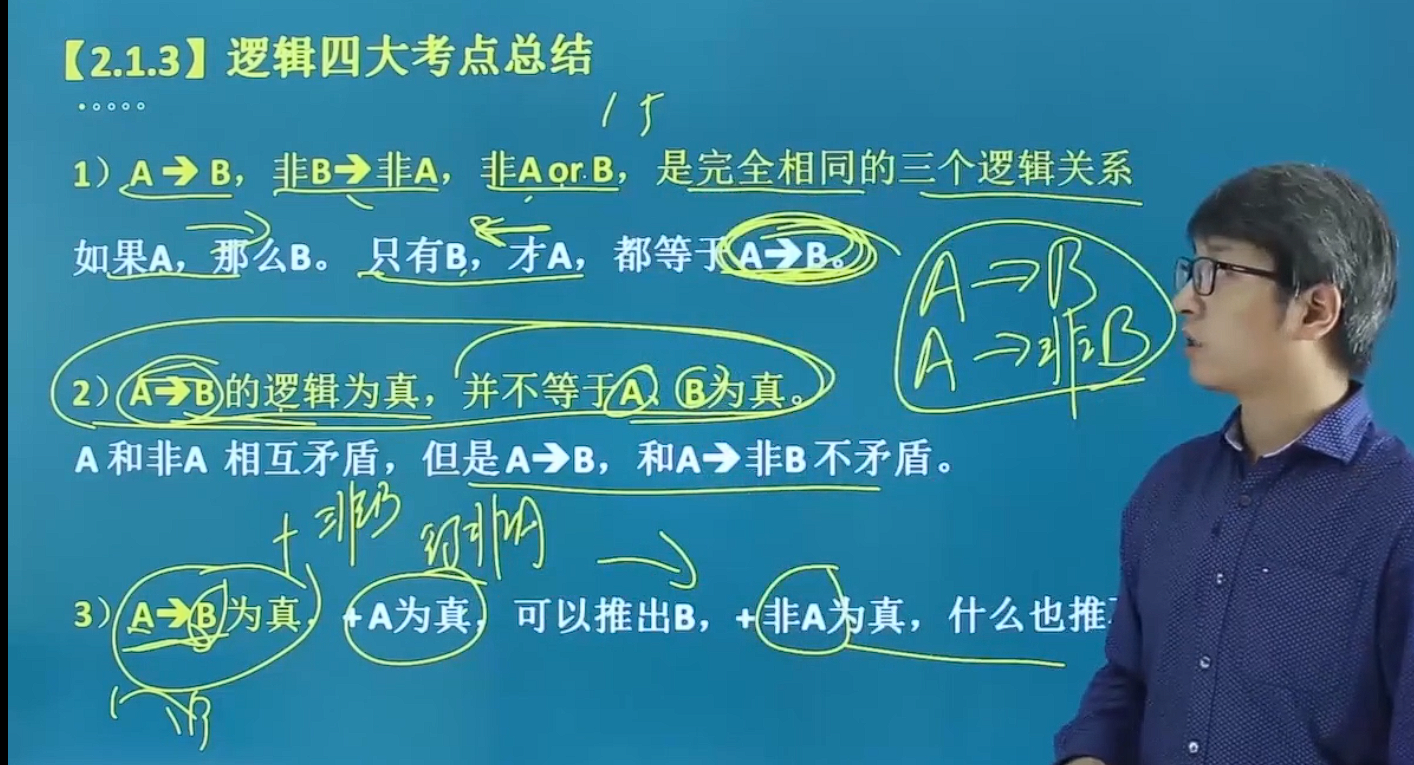 【2.1.3】逻辑四大考点总结
1）A➔B，非B➔非A，非A or B，是完全相同的三个逻辑关系
如果A，那么B。只有B，才A，都等于A➔B。
A→B
A→非B
2）A➔B的逻辑为真，并不等于A、B为真。
A 和非A 相互矛盾，但是A➔B，和A➔非B 不矛盾。
+非B 得非A
3）A➔B为真，+A为真，可以推出B，+非A为真，什么也推